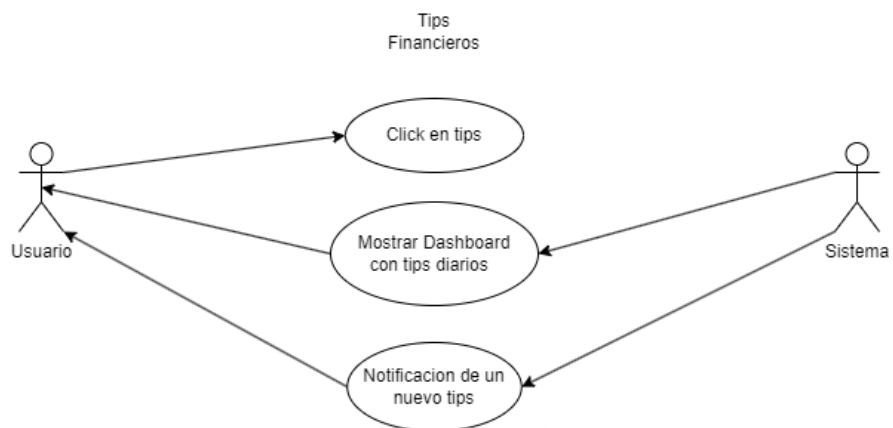 Tips
Financieros
Click en tips
Mostrar Dashboard
con tips diarios
Usuario
Sistema
Notificacion de un
nuevo tips